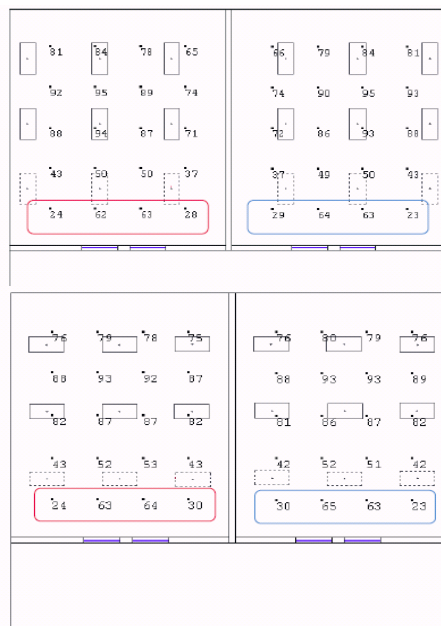 81 84 78 65 66 79 84 81
92 95 89 74 74 90 95 93
88 94 87 71 72 86 93 88
43 50 50 37 37 49 50 43
24 62 63 28 29 64 63 23
76 79 78 75 76 80 79 76
88 93 92 87 88 93 93 89
82 87 87 82 81 86 87 82
43 52 53 43 42 52 51 42
24 63 64 30 30 65 63 23